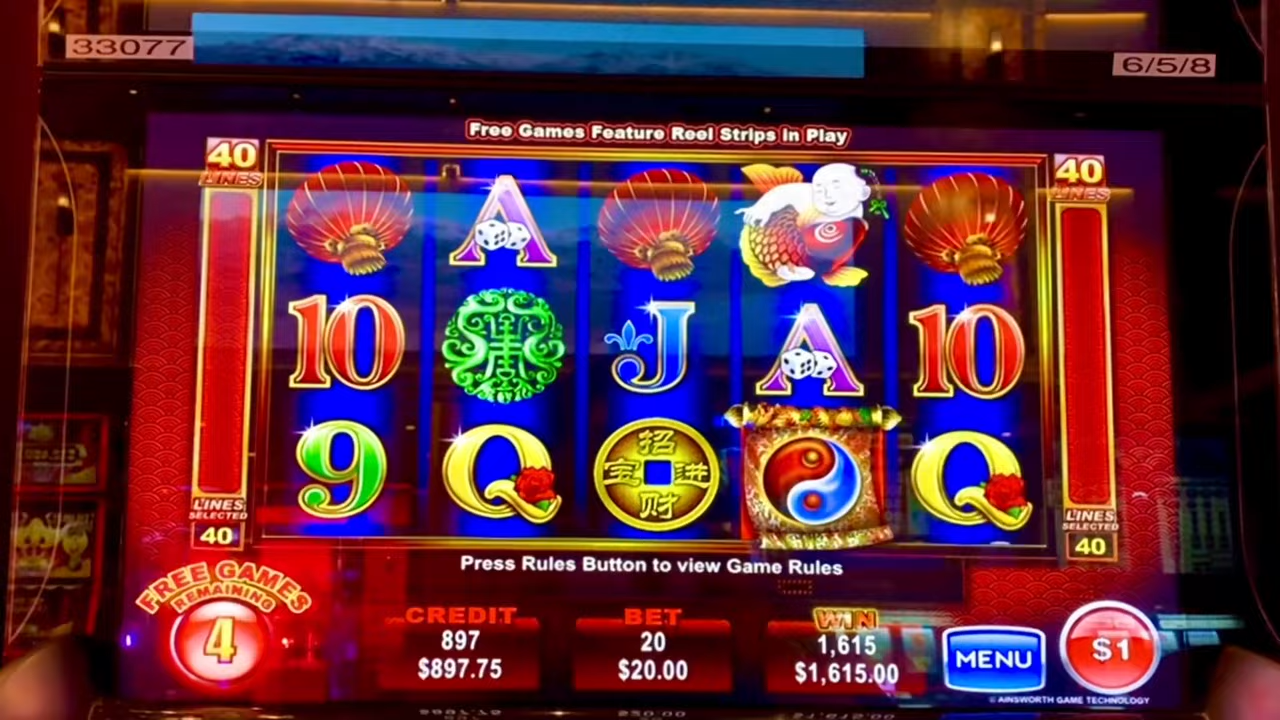 33077
6/5/8
Free Games Feature Reel Strips in Play
40
LINES
40
LINES
A
10
J
A
10
9
Q
招
宝 进
财
Q
LINES
SELECTED
40
LINES
SELECTED
40
Press Rules Button to view Game Rules
FREE GAMES
REMAINING
4
CREDIT
897
$897.75
BET
20
$20.00
WIN
1,615
$1,615.00
MENU
$1
© AINSWORTH GAME TECHNOLOGY